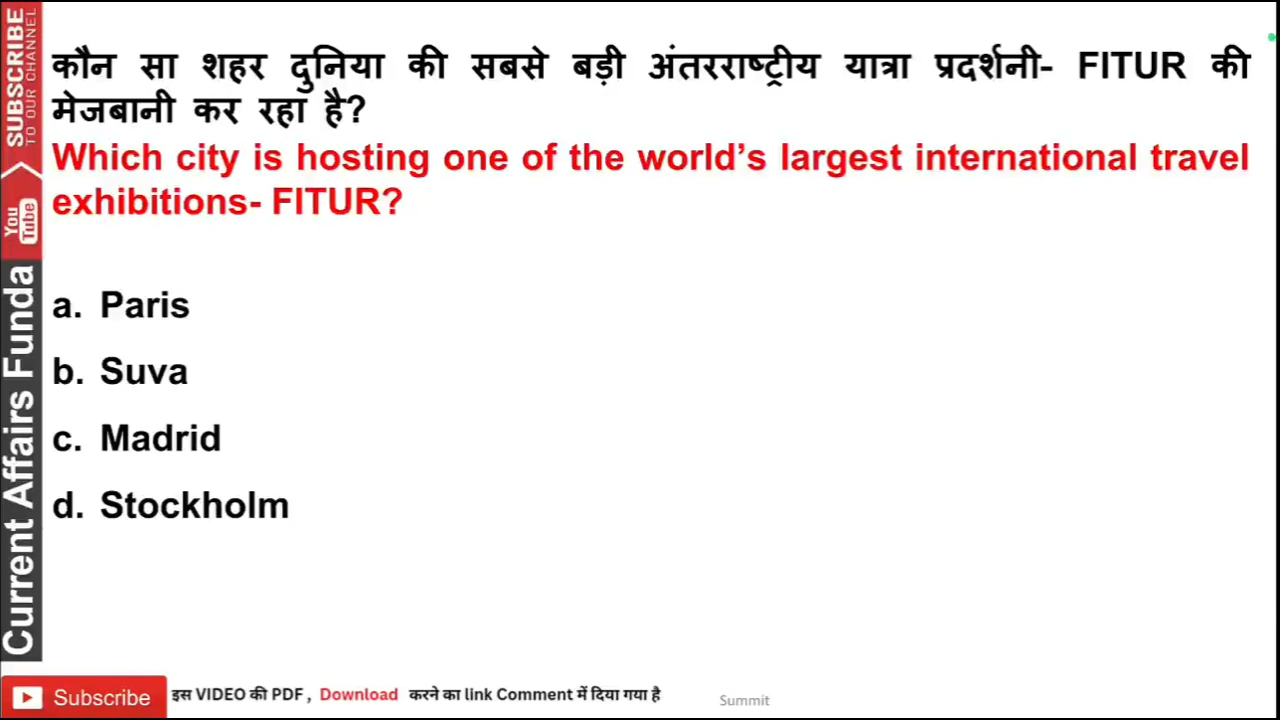 कौन सा शहर दुनिया की सबसे बड़ी अंतरराष्ट्रीय यात्रा प्रदर्शनी- FITUR की
मेजबानी कर रहा है?
Which city is hosting one of the world's largest international travel
exhibitions- FITUR?
a. Paris
b. Suva
c. Madrid
d. Stockholm
SUBSCRIBE
TO OUR CHANNEL
You
Tube
Current Affairs Funda
Subscribe
इस VIDEO की PDF , Download करने का link Comment में दिया गया है
Summit